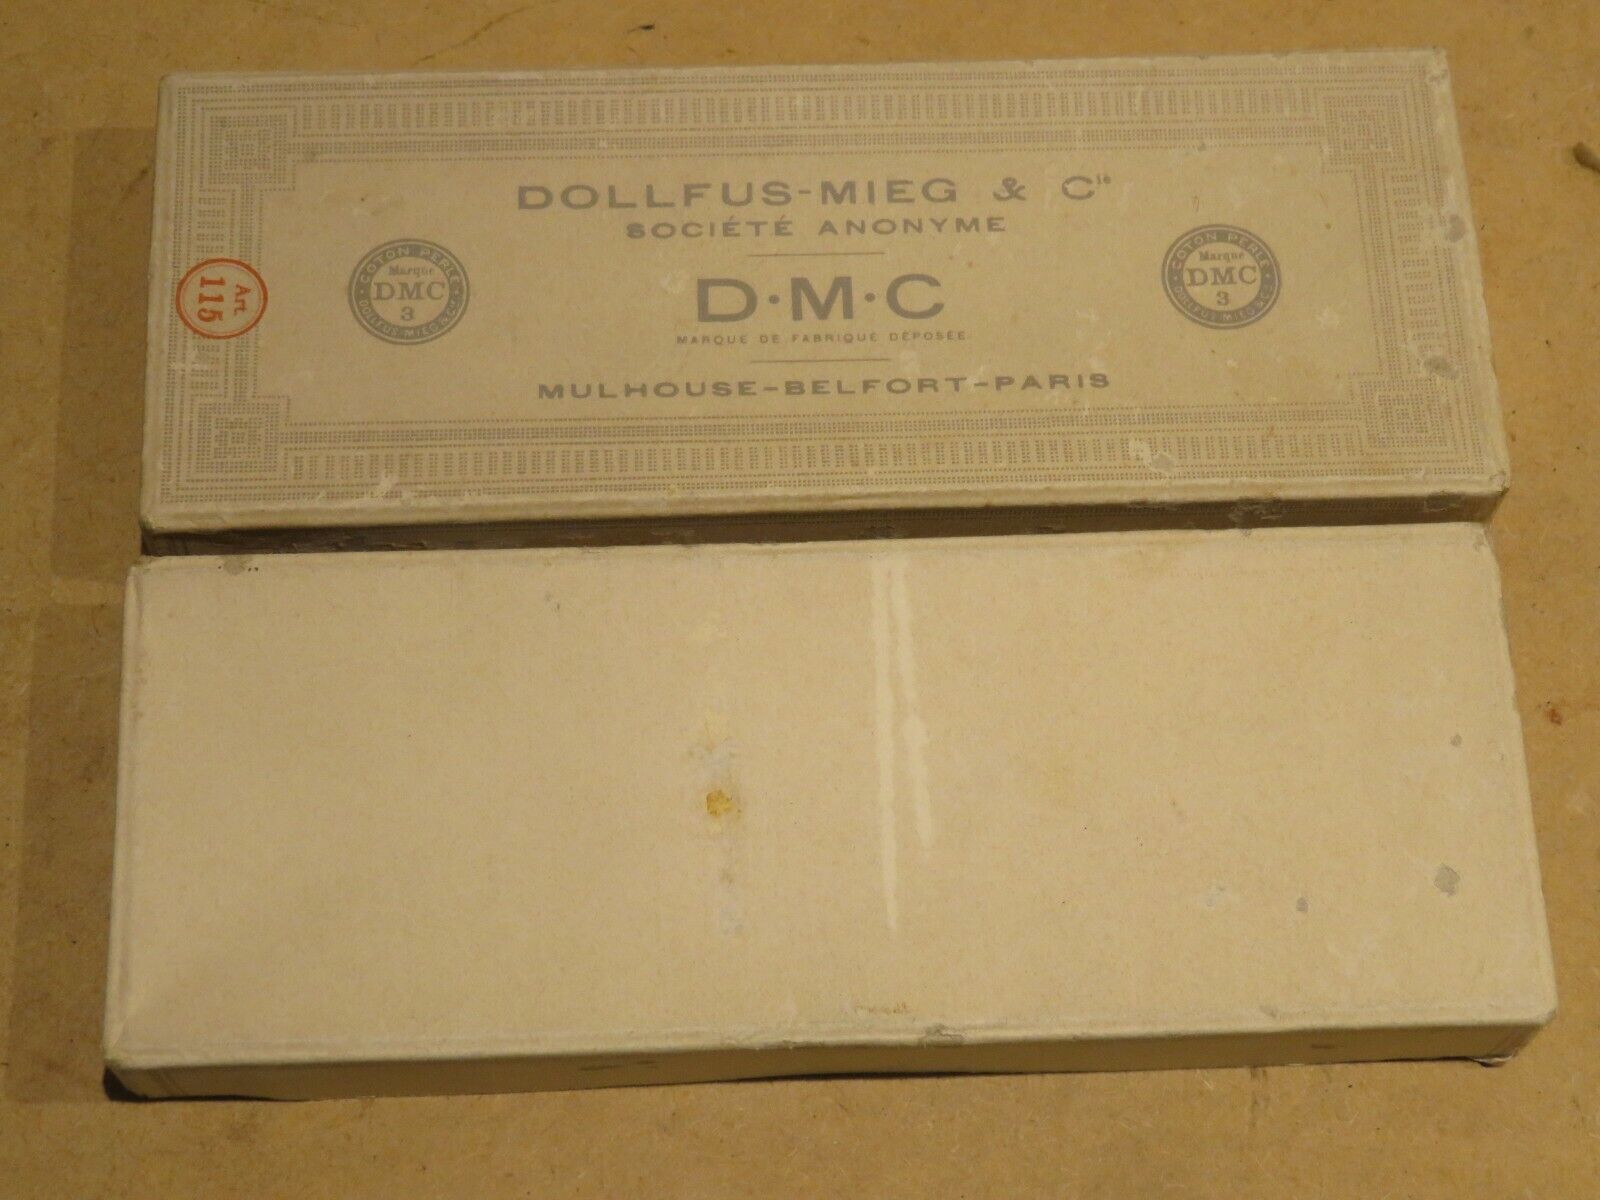 DOLLFUS-MIEG & Cie
SOCIÉTÉ ANONYME
D·M·C
MARQUE DE FABRIQUE DÉPOSÉE
MULHOUSE-BELFORT-PARIS
Art.
115
COTON PERLÉ
Marque
DMC
3
DOLLFUS-MIEG & Cie
COTON PERLÉ
Marque
DMC
3
DOLLFUS-MIEG & Cie